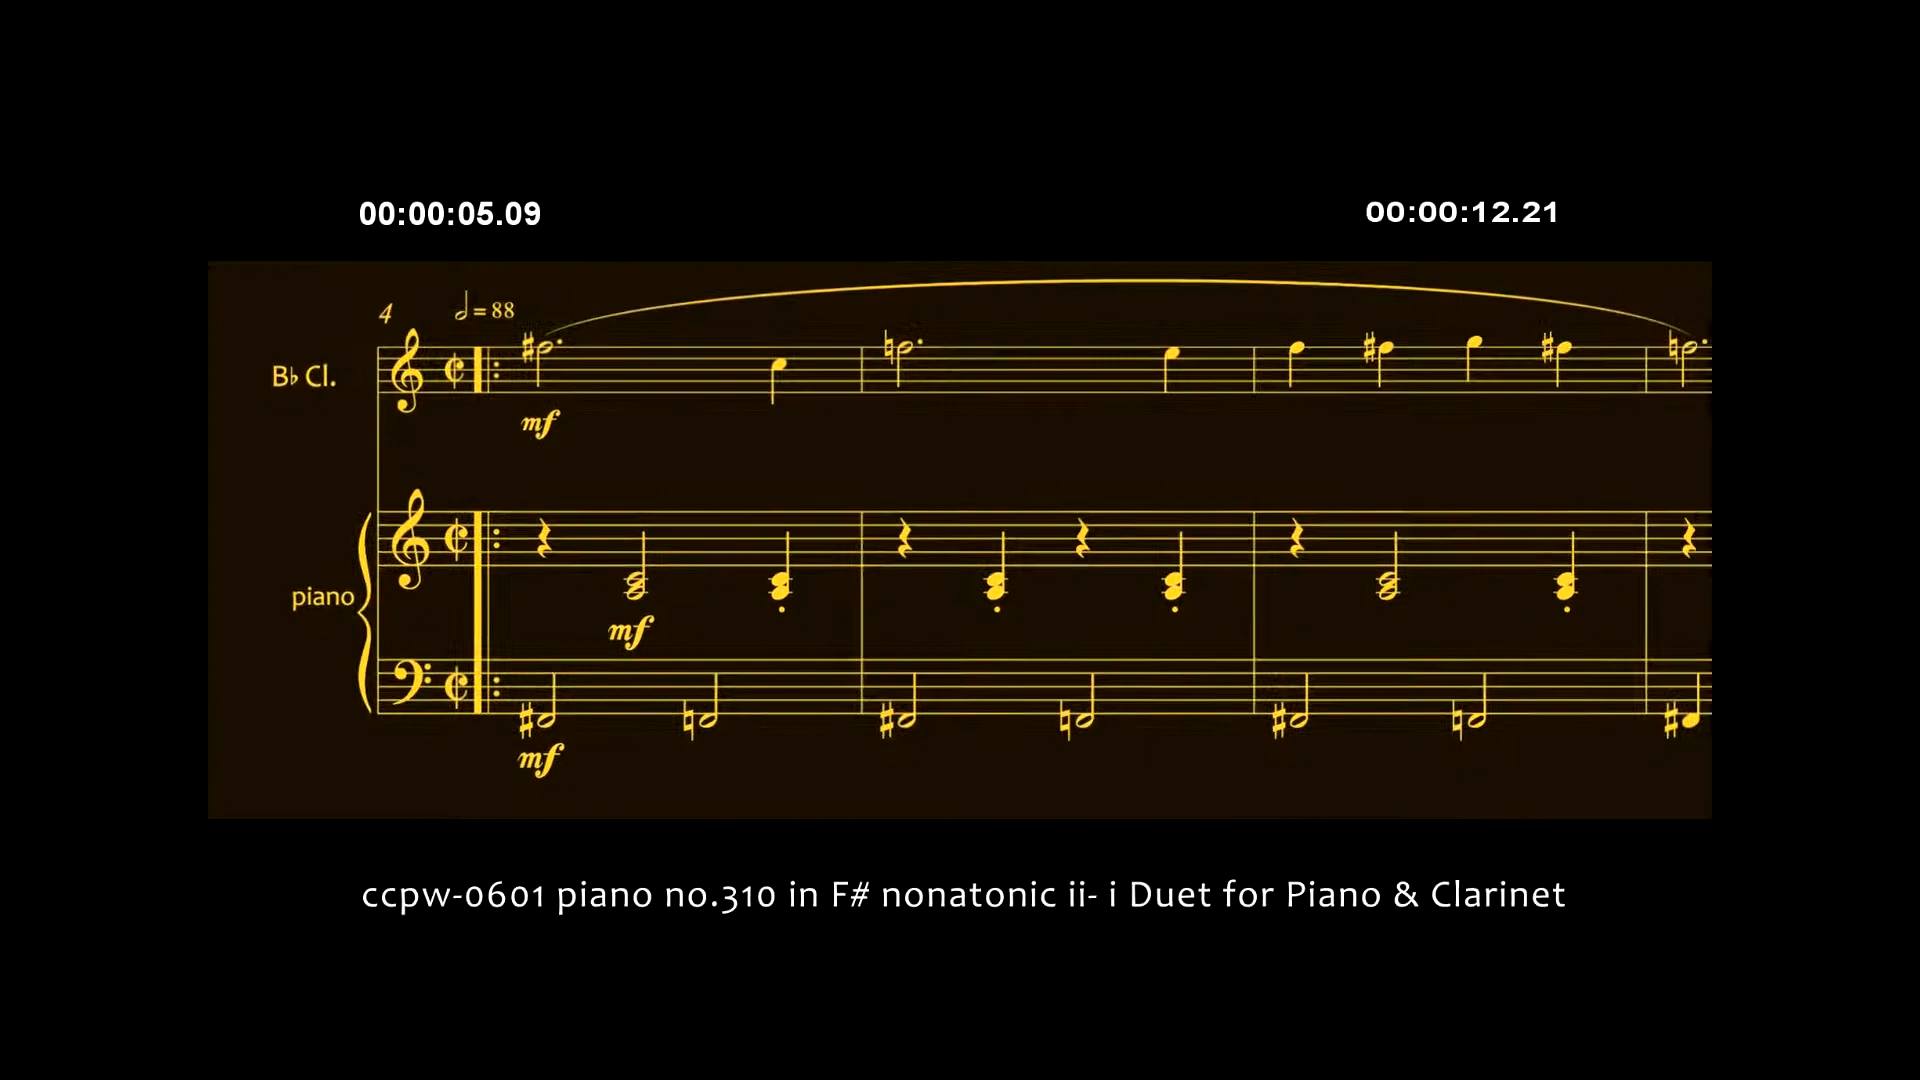 00:00:05.09
00:00:12.21
4
𝅗𝅥 = 88
B♭ Cl.
mf
piano
mf
mf
ccpw-0601 piano no.310 in F# nonatonic ii- i Duet for Piano & Clarinet